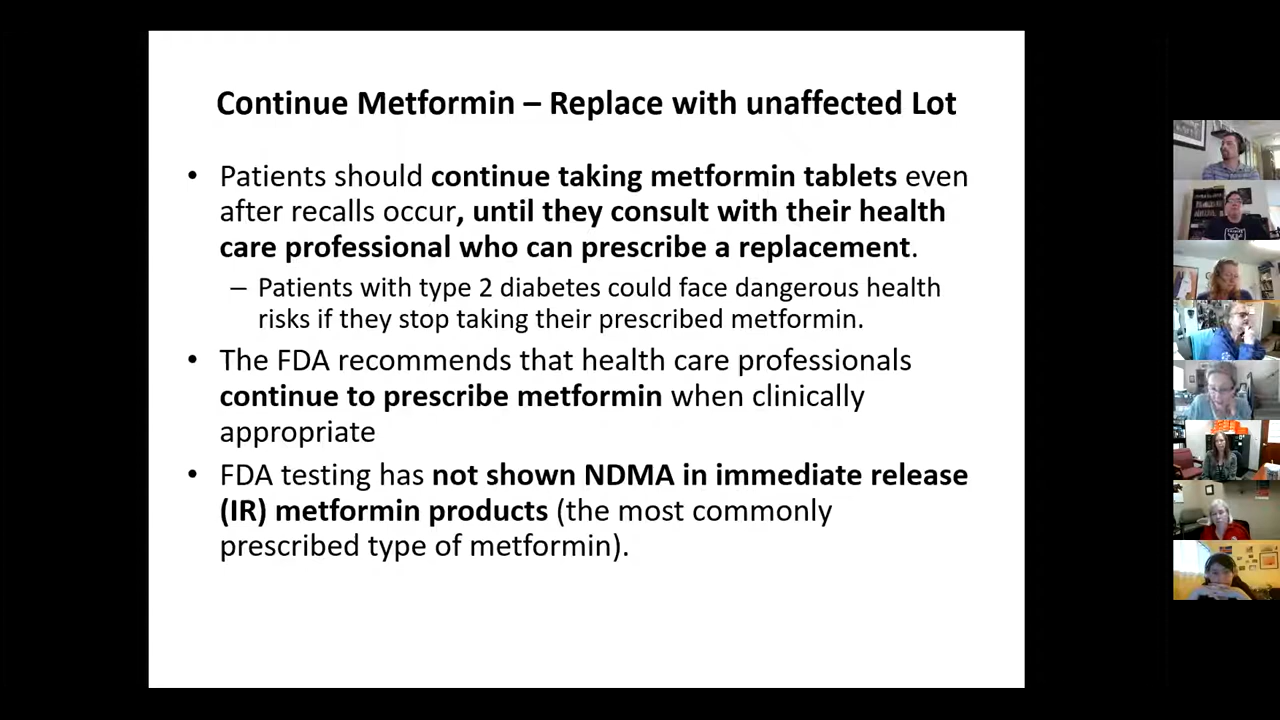 Continue Metformin – Replace with unaffected Lot
• Patients should continue taking metformin tablets even
after recalls occur, until they consult with their health
care professional who can prescribe a replacement.
– Patients with type 2 diabetes could face dangerous health
risks if they stop taking their prescribed metformin.
• The FDA recommends that health care professionals
continue to prescribe metformin when clinically
appropriate
• FDA testing has not shown NDMA in immediate release
(IR) metformin products (the most commonly
prescribed type of metformin).